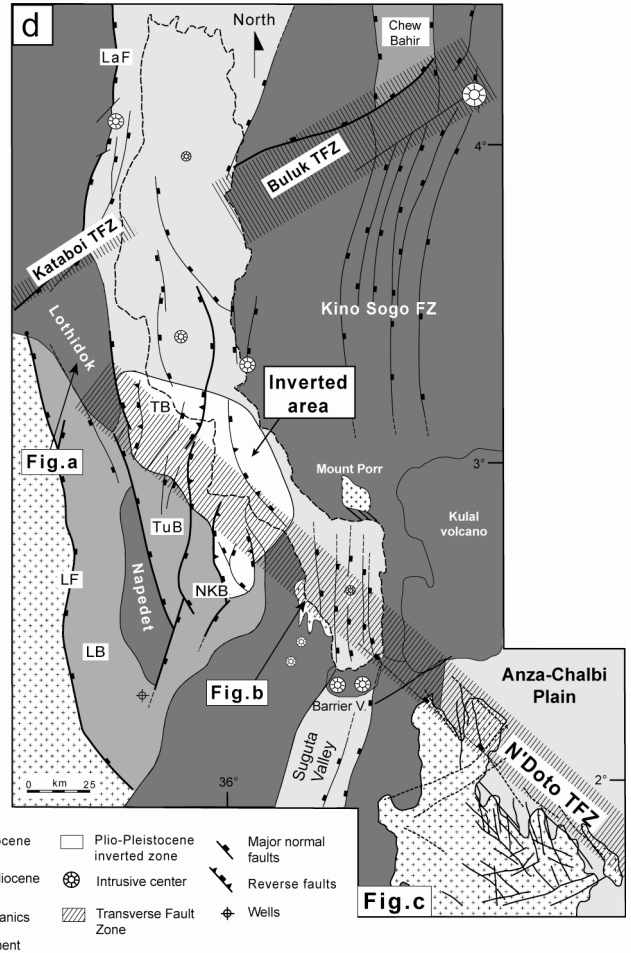 d
North
Chew
Bahir
LaF
4°
Buluk TFZ
Kataboi TFZ
Kino Sogo FZ
Lothidok
Inverted
area
TB
Fig.a
3°
Mount Porr
Kulal
volcano
TuB
Napedet
NKB
LF
LB
Fig.b
Barrier V.
Anza-Chalbi
Plain
N'Doto TFZ
Suguta
Valley
2°
0 km 25
36°
Fig.c
ocene
Plio-Pleistocene
inverted zone
Major normal
faults
liocene
Intrusive center
Reverse faults
anics
Transverse Fault
Zone
Wells
ment